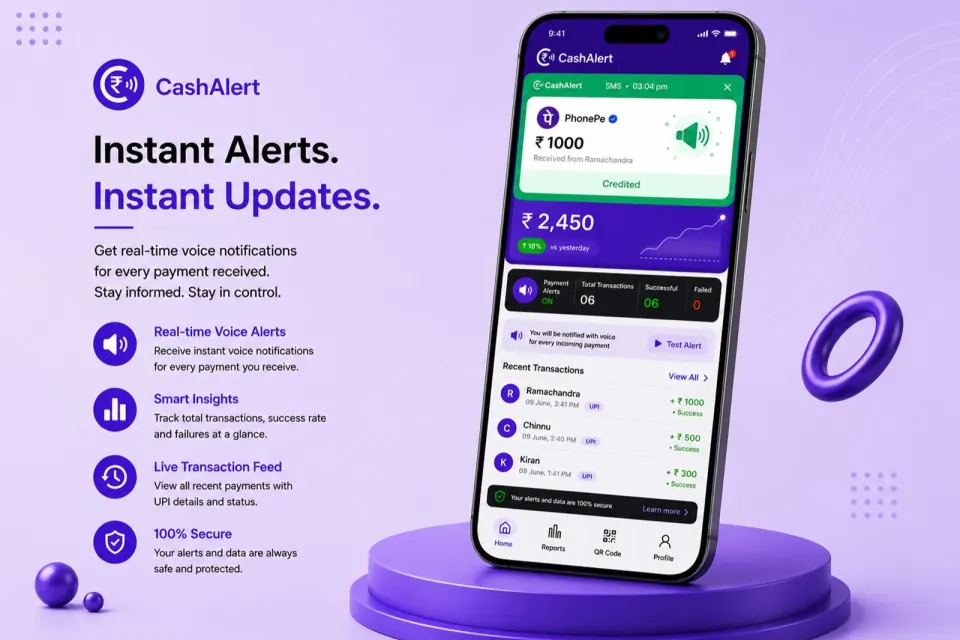 CashAlert
Instant Alerts.
Instant Updates.
Get real-time voice notifications
for every payment received.
Stay informed. Stay in control.
Real-time Voice Alerts
Receive instant voice notifications
for every payment you receive.
Smart Insights
Track total transactions, success rate
and failures at a glance.
Live Transaction Feed
View all recent payments with
UPI details and status.
100% Secure
Your alerts and data are always
safe and protected.
9:41
CashAlert
1
CashAlert SMS • 03:04 pm
पे PhonePe
₹ 1000
Received from Ramachandra
Credited
₹ 2,450
↑ 18% vs yesterday
Payment Alerts ON
Total Transactions 06
Successful 06
Failed 0
You will be notified with voice
for every incoming payment
Test Alert
Recent Transactions View All
R Ramachandra + ₹ 1000
09 June, 3:41 PM UPI • Success
C Chinnu + ₹ 500
09 June, 2:40 PM UPI • Success
K Kiran + ₹ 300
09 June, 1:41 PM UPI • Success
Your alerts and data are 100% secure Learn more
Home Reports QR Code Profile